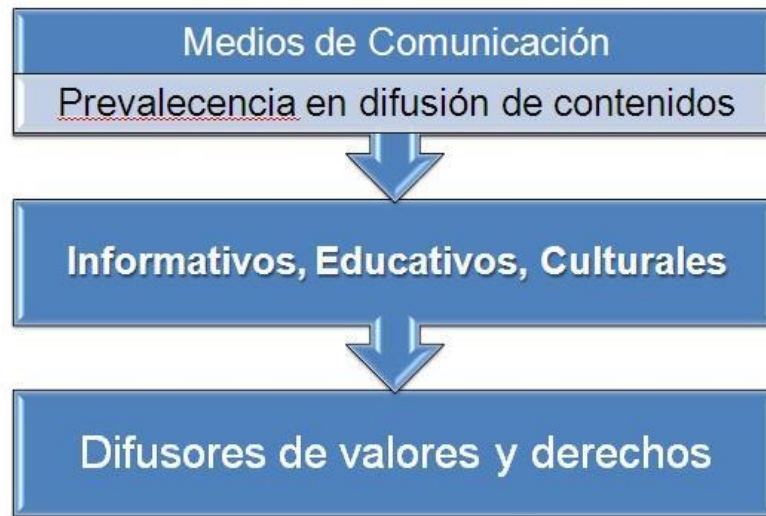 Medios de Comunicación
Prevalecencia en difusión de contenidos
Informativos, Educativos, Culturales
Difusores de valores y derechos